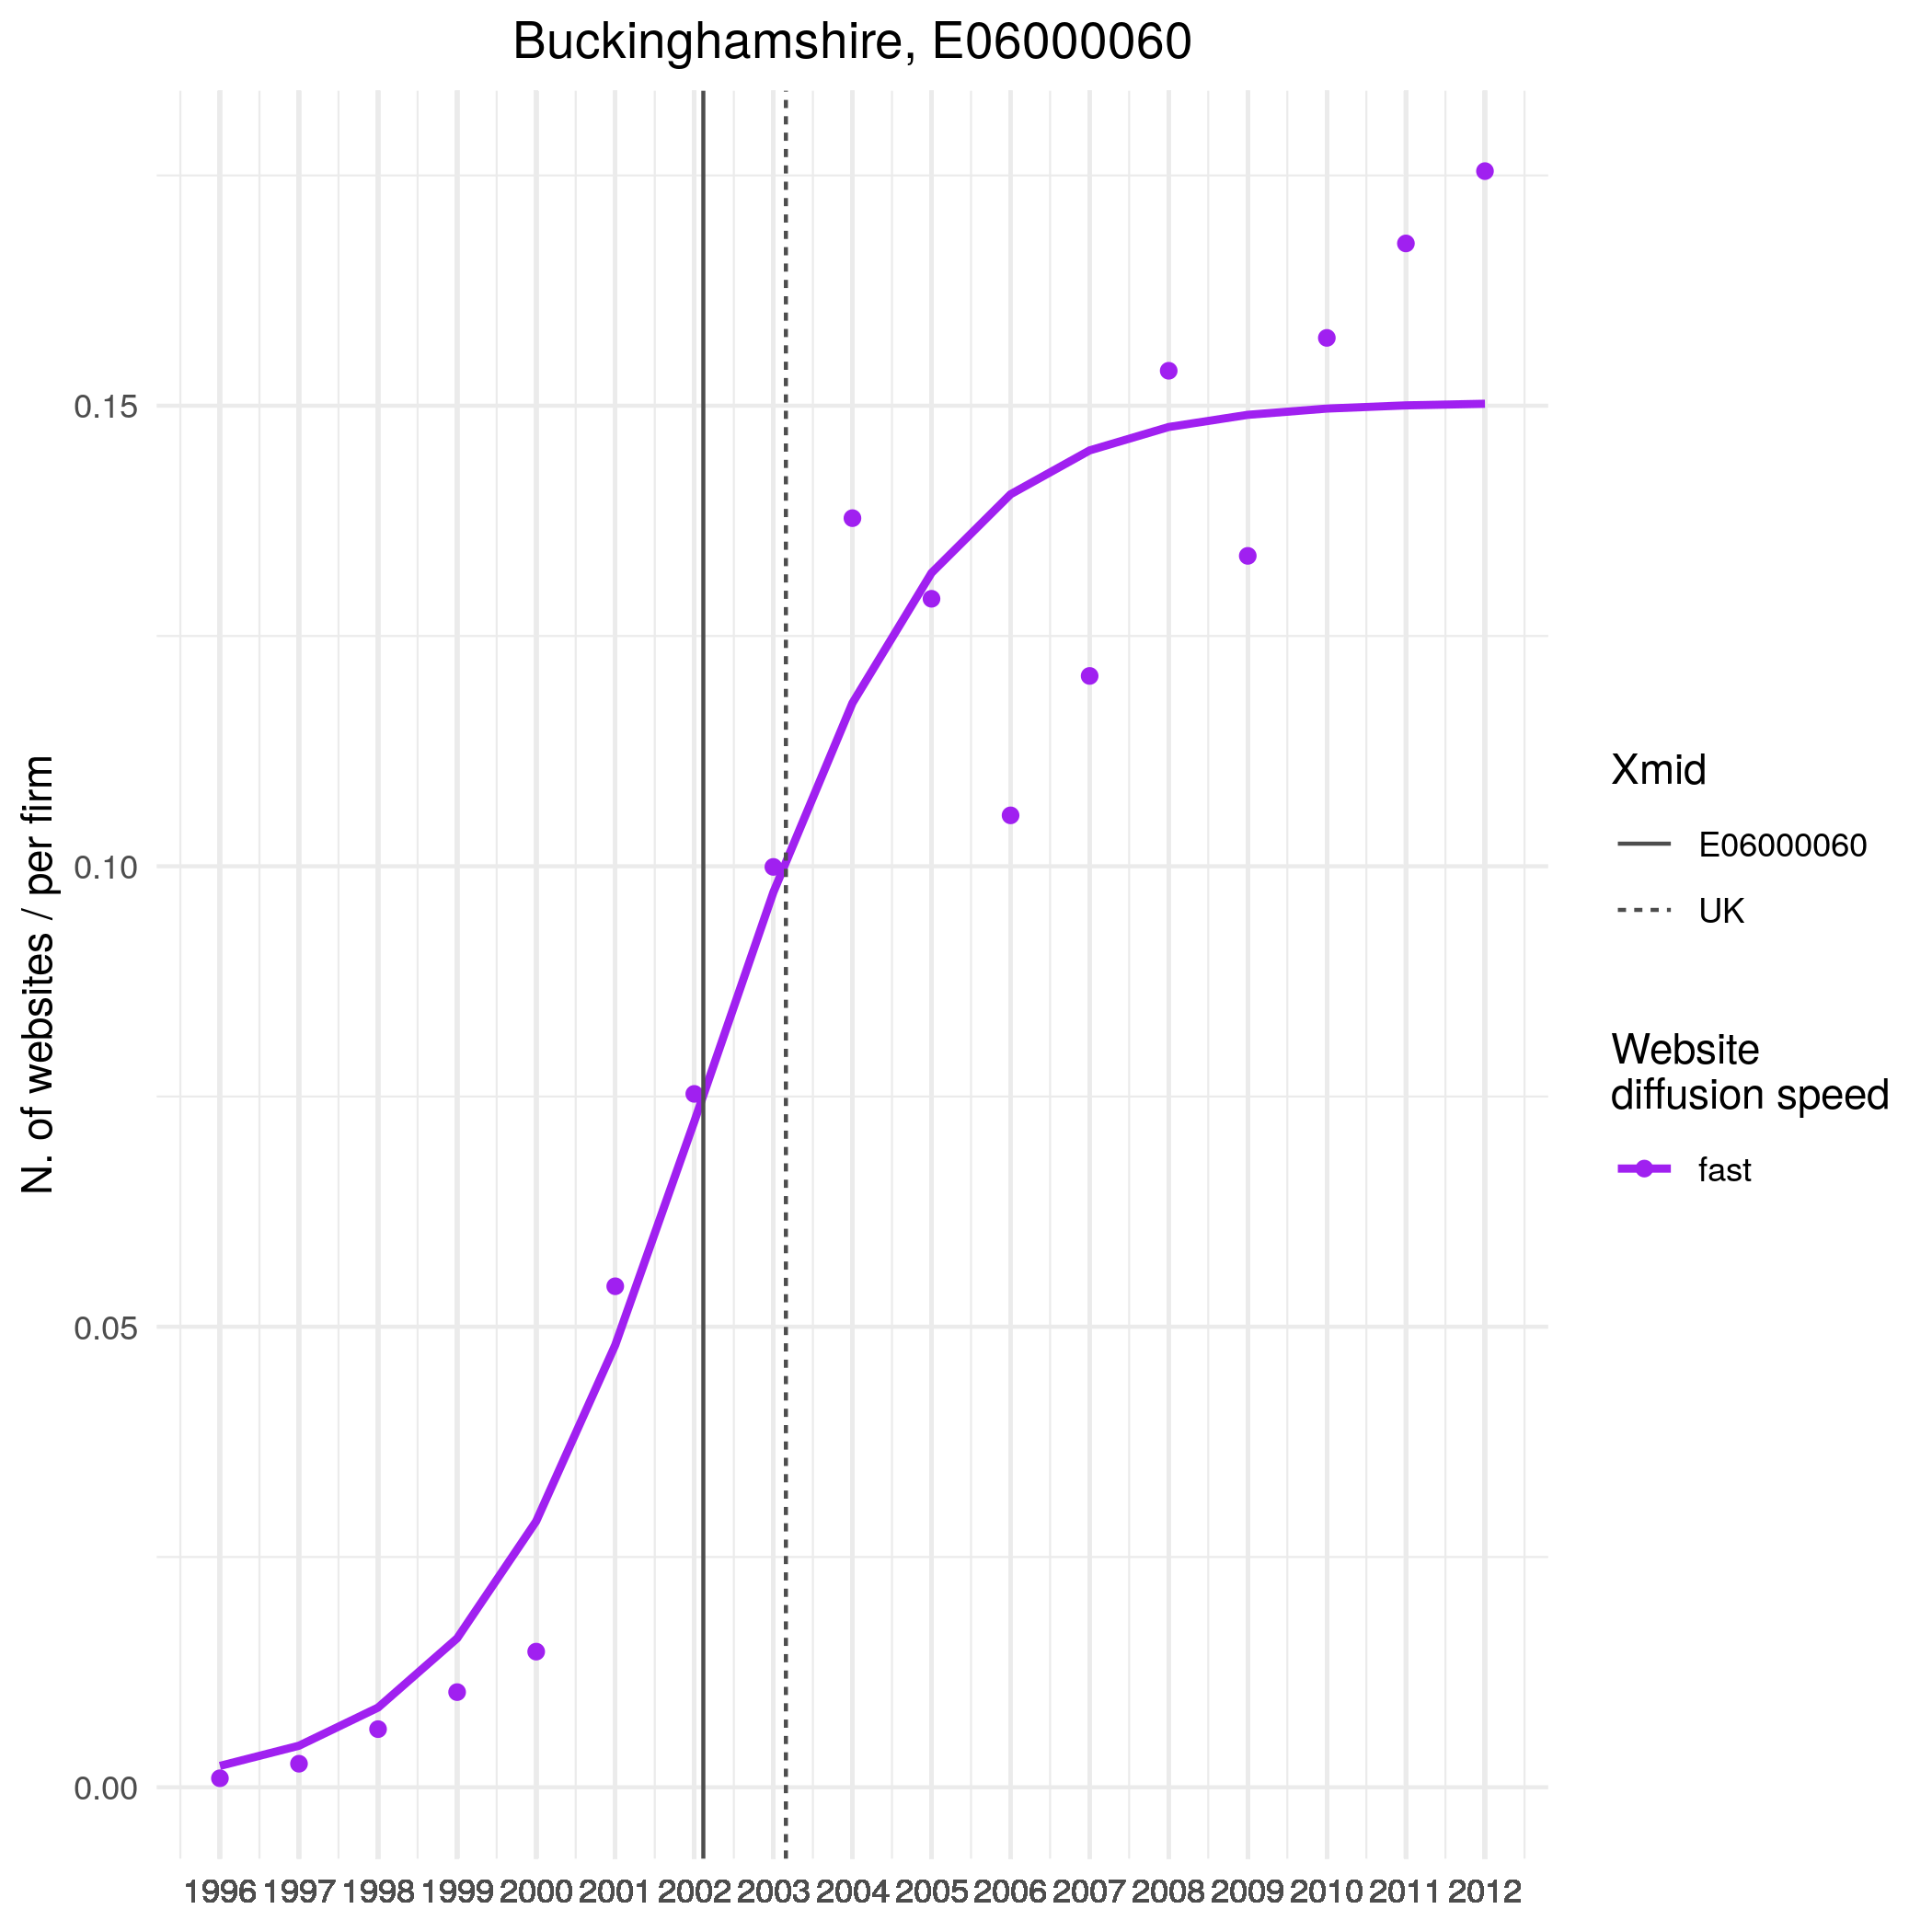 Buckinghamshire, E06000060
N. of websites / per firm
0.15
0.10
0.05
0.00
1996 1997 1998 1999 2000 2001 2002 2003 2004 2005 2006 2007 2008 2009 2010 2011 2012
Xmid
E06000060
UK
Website
diffusion speed
fast